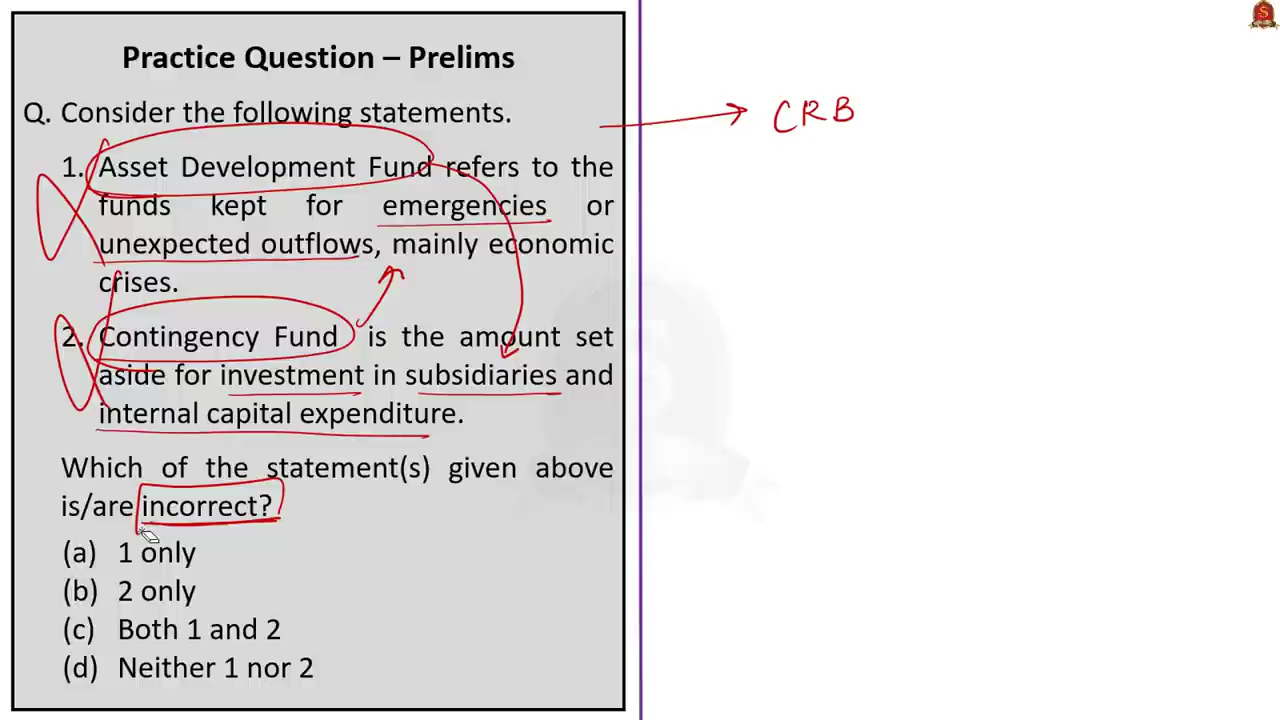 Practice Question – Prelims
Q. Consider the following statements.
CRB
1. Asset Development Fund refers to the
funds kept for emergencies or
unexpected outflows, mainly economic
crises.
2. Contingency Fund is the amount set
aside for investment in subsidiaries and
internal capital expenditure.
Which of the statement(s) given above
is/are incorrect?
(a) 1 only
(b) 2 only
(c) Both 1 and 2
(d) Neither 1 nor 2